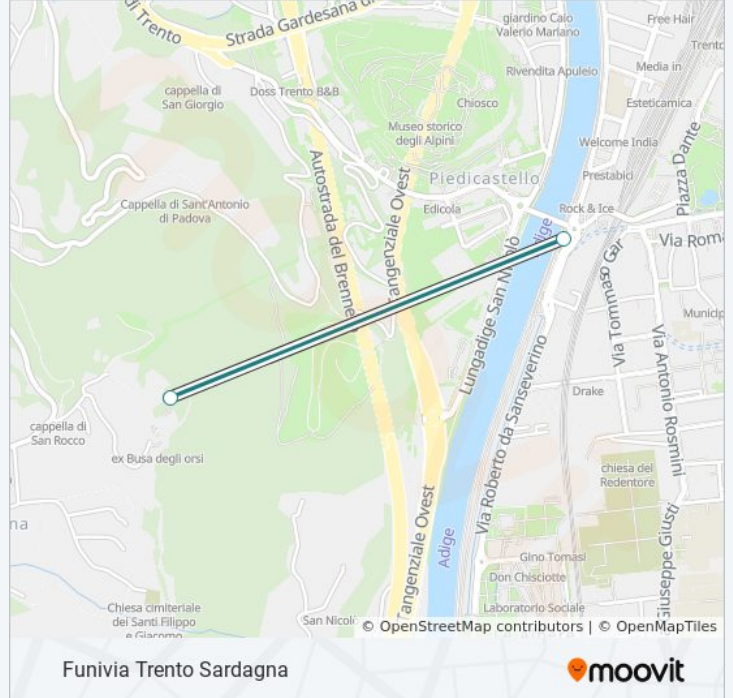 di Trento
Strada Gardesana d
giardino Caio
Valerio Mariano
Free Hair
Trento
cappella di
San Giorgio
Doss Trento B&B
Rivendita Apuleio
Media in
Chiosco
Esteticamica
Museo storico
degli Alpini
Welcome India
Piazza Dante
Autostrada del Brenne
Tangenziale Ovest
Piedicastello
Prestabici
Cappella di Sant'Antonio
di Padova
Edicola
Rock & Ice
Adige
Via Roma
Lungadige San Nicolò
Via Tommaso Gar
Municip
Via Antonio Rosmini
Via Roberto da Sanseverino
Drake
cappella di
San Rocco
ex Busa degli orsi
chiesa del
Redentore
na
Tangenziale Ovest
Adige
Giuseppe Giusti
Gino Tomasi
Don Chisciotte
Chiesa cimiteriale
dei Santi Filippo
e Giacomo
San Nicolò
Laboratorio Sociale
© OpenStreetMap contributors | © OpenMapTiles
Funivia Trento Sardagna
moovit